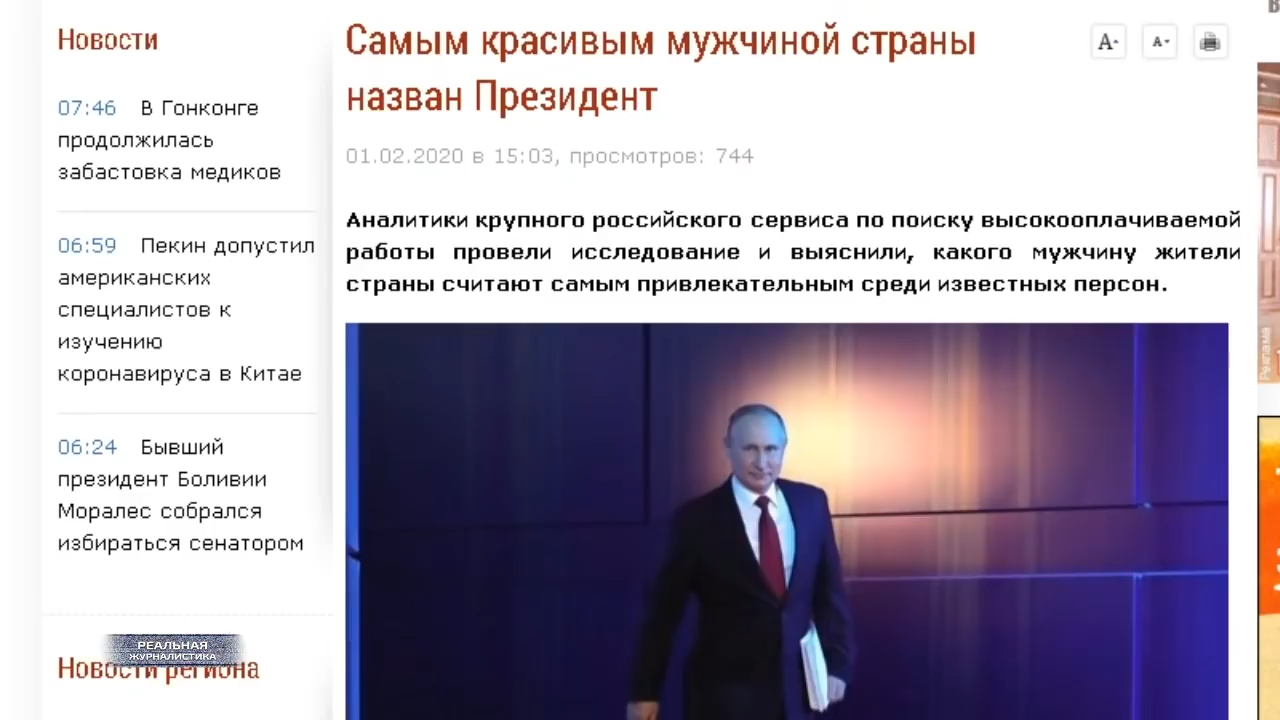 Новости
07:46 В Гонконге
продолжилась
забастовка медиков
06:59 Пекин допустил
американских
специалистов к
изучению
коронавируса в Китае
06:24 Бывший
президент Боливии
Моралес собрался
избираться сенатором
РЕАЛЬНАЯ
ЖУРНАЛИСТИКА
Новости региона
Самым красивым мужчиной страны
назван Президент
01.02.2020 в 15:03, просмотров: 744
Аналитики крупного российского сервиса по поиску высокооплачиваемой
работы провели исследование и выяснили, какого мужчину жители
страны считают самым привлекательным среди известных персон.
A+
A-
Реклама